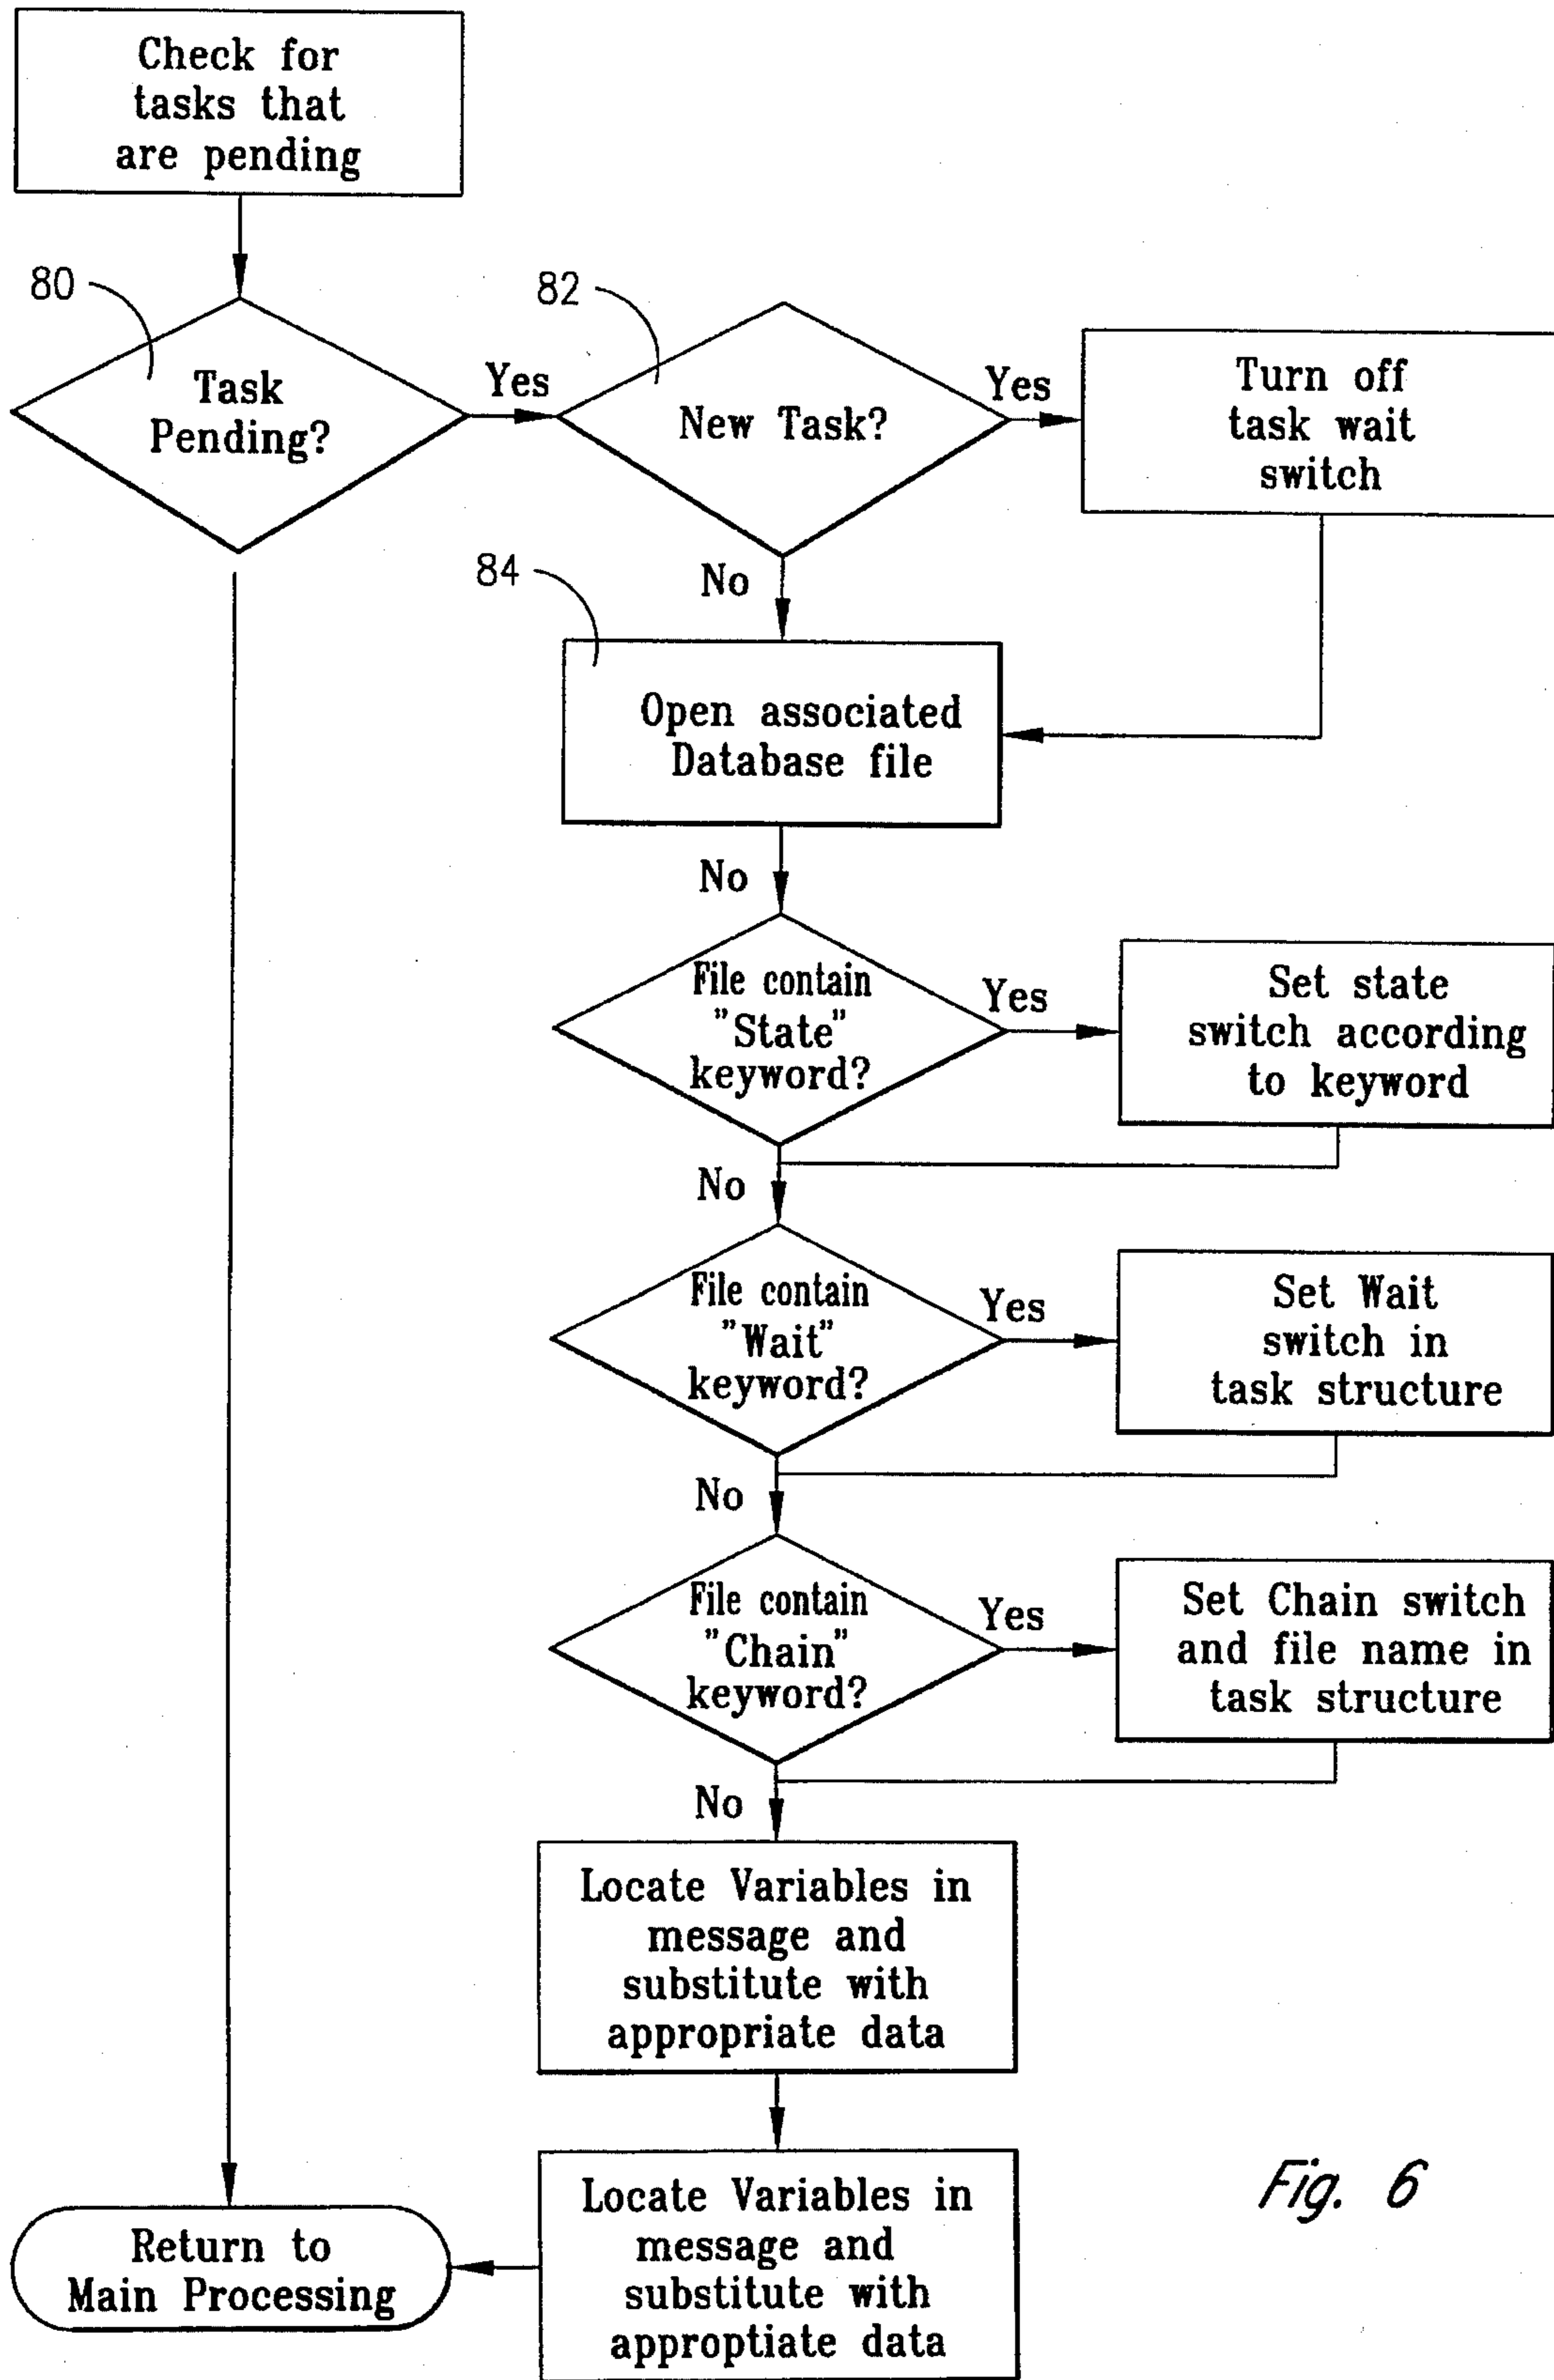 Check for
tasks that
are pending
80
Task
Pending?
Yes
82
New Task?
Yes
Turn off
task wait
switch
No
84
Open associated
Database file
No
File contain
"State"
keyword?
Yes
Set state
switch according
to keyword
No
File contain
"Wait"
keyword?
Yes
Set Wait
switch in
task structure
No
File contain
"Chain"
keyword?
Yes
Set Chain switch
and file name in
task structure
No
Locate Variables in
message and
substitute with
appropriate data
Locate Variables in
message and
substitute with
approptiate data
Return to
Main Processing
Fig. 6